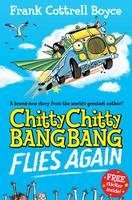 Frank Cottrell Boyce
A brand-new story from the world's greatest author!
Chitty Chitty
BANG BANG
FLIES AGAIN
FREE
sticker
inside!